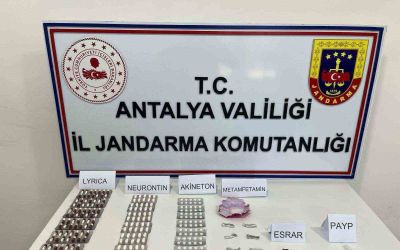 T.C.
ANTALYA VALİLİĞİ
İL JANDARMA KOMUTANLIĞI
LYRICA
NEURONTIN
AKİNETON
METAMFETAMİN
ESRAR
PAYP
JANDARMA